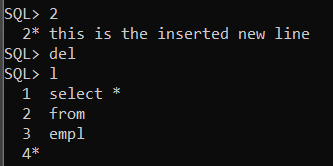 SQL> 2
  2* this is the inserted new line
SQL> del
SQL> l
  1  select *
  2  from
  3  empl
  4*